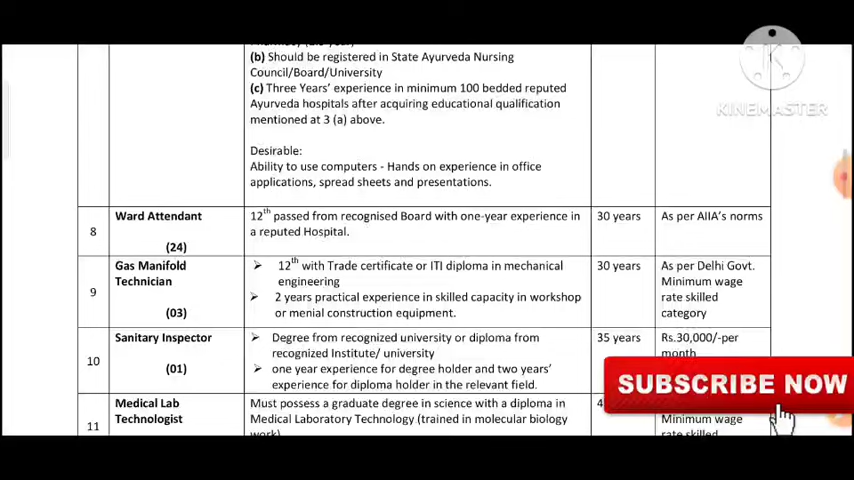 (b) Should be registered in State Ayurveda Nursing
Council/Board/University
(c) Three Years' experience in minimum 100 bedded reputed
Ayurveda hospitals after acquiring educational qualification
mentioned at 3 (a) above.
Desirable:
Ability to use computers - Hands on experience in office
applications, spread sheets and presentations.
8
Ward Attendant
(24)
12th passed from recognised Board with one-year experience in
a reputed Hospital.
30 years
As per AIIA's norms
9
Gas Manifold
Technician
(03)
➢ 12th with Trade certificate or ITI diploma in mechanical
engineering
➢ 2 years practical experience in skilled capacity in workshop
or menial construction equipment.
30 years
As per Delhi Govt.
Minimum wage
rate skilled
category
10
Sanitary Inspector
(01)
➢ Degree from recognized university or diploma from
recognized Institute/ university
➢ one year experience for degree holder and two years'
experience for diploma holder in the relevant field.
35 years
Rs.30,000/-per
month
11
Medical Lab
Technologist
Must possess a graduate degree in science with a diploma in
Medical Laboratory Technology (trained in molecular biology
work)
Minimum wage
rate skilled
K
KINEMASTER
SUBSCRIBE NOW